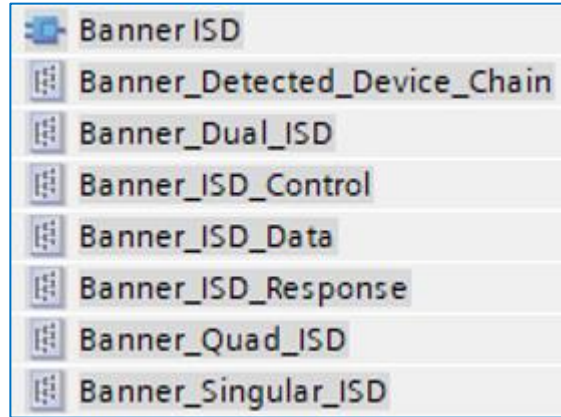 Banner ISD
Banner_Detected_Device_Chain
Banner_Dual_ISD
Banner_ISD_Control
Banner_ISD_Data
Banner_ISD_Response
Banner_Quad_ISD
Banner_Singular_ISD